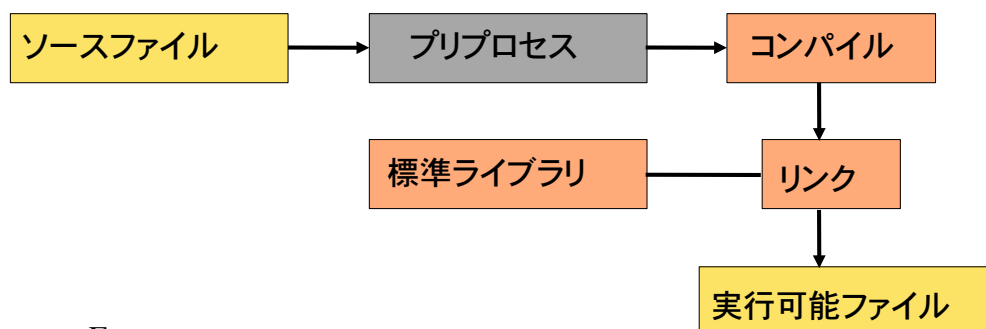 ソースファイル
プリプロセス
コンパイル
標準ライブラリ
リンク
実行可能ファイル